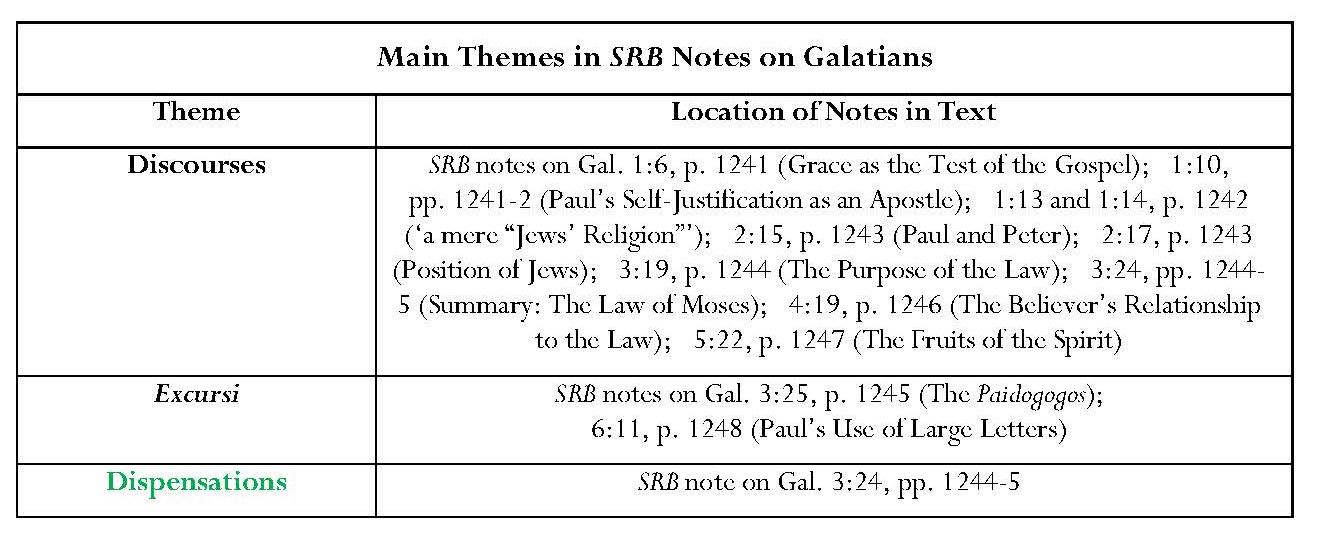 Main Themes in SRB Notes on Galatians
Theme
Location of Notes in Text
Discourses
SRB notes on Gal. 1:6, p. 1241 (Grace as the Test of the Gospel); 1:10,
pp. 1241-2 (Paul’s Self-Justification as an Apostle); 1:13 and 1:14, p. 1242
(‘a mere “Jews’ Religion”’); 2:15, p. 1243 (Paul and Peter); 2:17, p. 1243
(Position of Jews); 3:19, p. 1244 (The Purpose of the Law); 3:24, pp. 1244-
5 (Summary: The Law of Moses); 4:19, p. 1246 (The Believer’s Relationship
to the Law); 5:22, p. 1247 (The Fruits of the Spirit)
Excursi
SRB notes on Gal. 3:25, p. 1245 (The Paidogogos);
6:11, p. 1248 (Paul’s Use of Large Letters)
Dispensations
SRB note on Gal. 3:24, pp. 1244-5